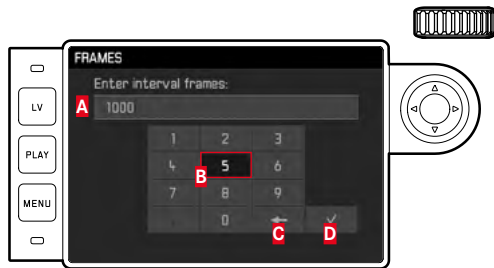 FRAMES
Enter interval frames:
A 1000
LV
1 2 3
B
4 5 6
PLAY
7 8 9
MENU
. 0 ← ✓
C D